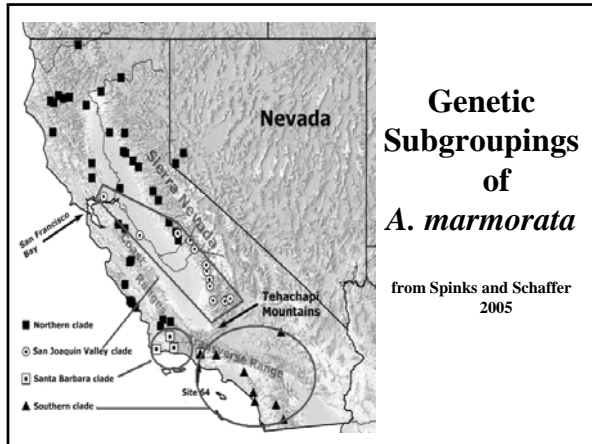 Genetic
Subgroupings
of
A. marmorata
from Spinks and Schaffer
2005
Nevada
Sierra Nevada
San Francisco
Bay
Coast
Ranges
Tehachapi
Mountains
Transverse Range
Site 64
Northern clade
San Joaquin Valley clade
Santa Barbara clade
Southern clade